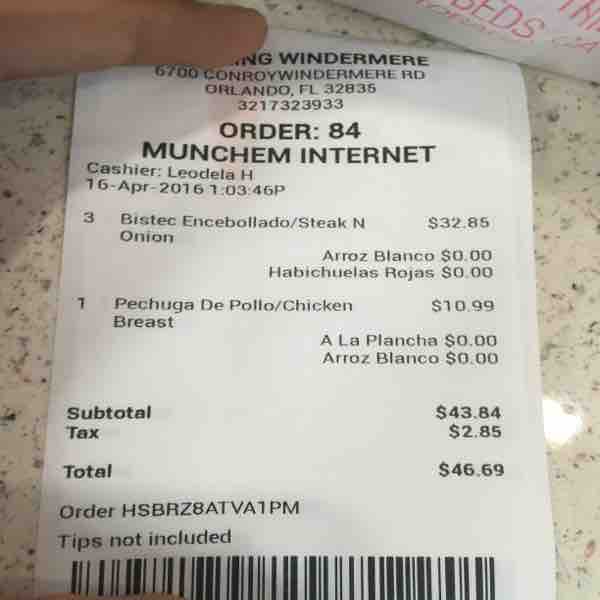 WINDERMERE
6700 CONROYWINDERMERE RD
ORLANDO, FL 32835
3217323933
ORDER: 84
MUNCHEM INTERNET
Cashier: Leodela H
16-Apr-2016 1:03:46P
3 Bistec Encebollado/Steak N $32.85
Onion
Arroz Blanco $0.00
Habichuelas Rojas $0.00
1 Pechuga De Pollo/Chicken $10.99
Breast
A La Plancha $0.00
Arroz Blanco $0.00
Subtotal $43.84
Tax $2.85
Total $46.69
Order HSBRZ8ATVA1PM
Tips not included